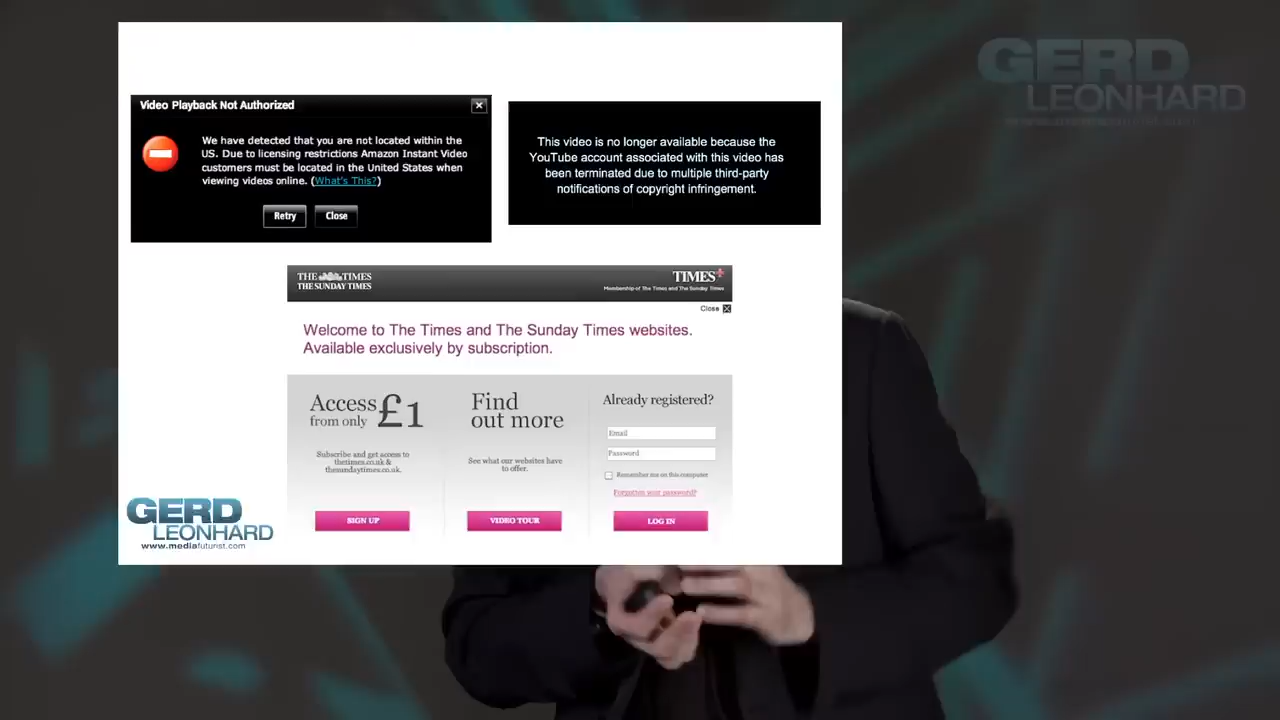 GERD
LEONHARD
Video Playback Not Authorized
We have detected that you are not located within the
US. Due to licensing restrictions Amazon Instant Video
customers must be located in the United States when
viewing videos online. (What's This?)
Retry
Close
This video is no longer available because the
YouTube account associated with this video has
been terminated due to multiple third-party
notifications of copyright infringement.
THE TIMES
THE SUNDAY TIMES
TIMES+
Membership of The Times and The Sunday Times
Close
Welcome to The Times and The Sunday Times websites.
Available exclusively by subscription.
Access
from only £1
Subscribe and get access to
thetimes.co.uk &
thesundaytimes.co.uk.
SIGN UP
Find
out more
See what our websites have
to offer.
VIDEO TOUR
Already registered?
Email
Password
Remember me on this computer
Forgotten your password?
LOG IN
GERD
LEONHARD
www.mediafuturist.com